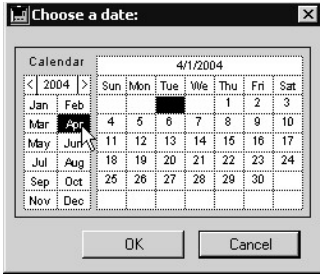 Choose a date:
Calendar 4/1/2004
< 2004 > Sun Mon Tue We Thu Fri Sat
Jan Feb 1 2 3
Mar Apr 4 5 6 7 8 9 10
May Jun 11 12 13 14 15 16 17
Jul Aug 18 19 20 21 22 23 24
Sep Oct 25 26 27 28 29 30
Nov Dec
OK Cancel